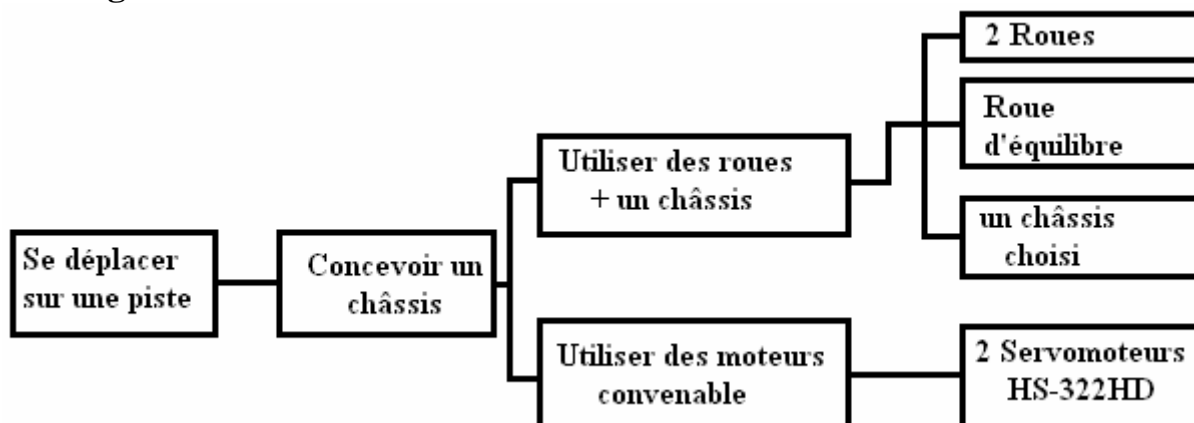 2 Roues
Roue
d'équilibre
Utiliser des roues
+ un châssis
un châssis
choisi
Se déplacer
sur une piste
Concevoir un
châssis
Utiliser des moteurs
convenable
2 Servomoteurs
HS-322HD